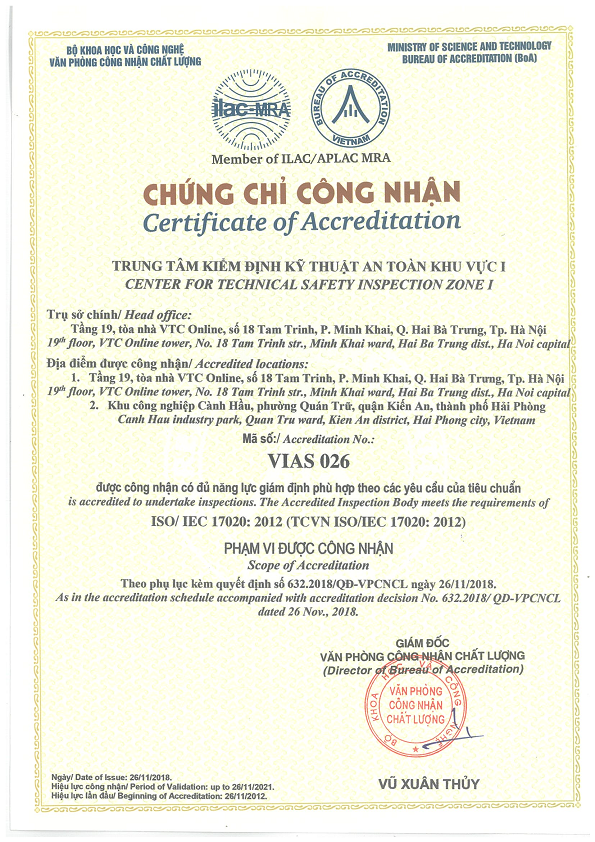 BỘ KHOA HỌC VÀ CÔNG NGHỆ
VĂN PHÒNG CÔNG NHẬN CHẤT LƯỢNG
MINISTRY OF SCIENCE AND TECHNOLOGY
BUREAU OF ACCREDITATION (BoA)
ilac-MRA
BUREAU OF ACCREDITATION
VIETNAM
Member of ILAC/APLAC MRA
CHỨNG CHỈ CÔNG NHẬN
Certificate of Accreditation
TRUNG TÂM KIỂM ĐỊNH KỸ THUẬT AN TOÀN KHU VỰC I
CENTER FOR TECHNICAL SAFETY INSPECTION ZONE I
Trụ sở chính/ Head office:
Tầng 19, tòa nhà VTC Online, số 18 Tam Trinh, P. Minh Khai, Q. Hai Bà Trưng, Tp. Hà Nội
19th floor, VTC Online tower, No. 18 Tam Trinh str., Minh Khai ward, Hai Ba Trung dist., Ha Noi capital
Địa điểm được công nhận/ Accredited locations:
1. Tầng 19, tòa nhà VTC Online, số 18 Tam Trinh, P. Minh Khai, Q. Hai Bà Trưng, Tp. Hà Nội
19th floor, VTC Online tower, No. 18 Tam Trinh str., Minh Khai ward, Hai Ba Trung dist., Ha Noi capital
2. Khu công nghiệp Cành Hầu, phường Quán Trữ, quận Kiến An, thành phố Hải Phòng
Canh Hau industry park, Quan Tru ward, Kien An district, Hai Phong city, Vietnam
Mã số:/ Accreditation No.:
VIAS 026
được công nhận có đủ năng lực giám định phù hợp theo các yêu cầu của tiêu chuẩn
is accredited to undertake inspections. The Accredited Inspection Body meets the requirements of
ISO/ IEC 17020: 2012 (TCVN ISO/IEC 17020: 2012)
PHẠM VI ĐƯỢC CÔNG NHẬN
Scope of Accreditation
Theo phụ lục kèm quyết định số 632.2018/QĐ-VPCNCL ngày 26/11/2018.
As in the accreditation schedule accompanied with accreditation decision No. 632.2018/ QĐ-VPCNCL
dated 26 Nov., 2018.
GIÁM ĐỐC
VĂN PHÒNG CÔNG NHẬN CHẤT LƯỢNG
(Director of Bureau of Accreditation)
BỘ KHOA HỌC VÀ CÔNG NGHỆ
VĂN PHÒNG
CÔNG NHẬN
CHẤT LƯỢNG
VŨ XUÂN THỦY
Ngày/ Date of Issue: 26/11/2018.
Hiệu lực công nhận/ Period of Validation: up to 26/11/2021.
Hiệu lực lần đầu/ Beginning of Accreditation: 26/11/2012.